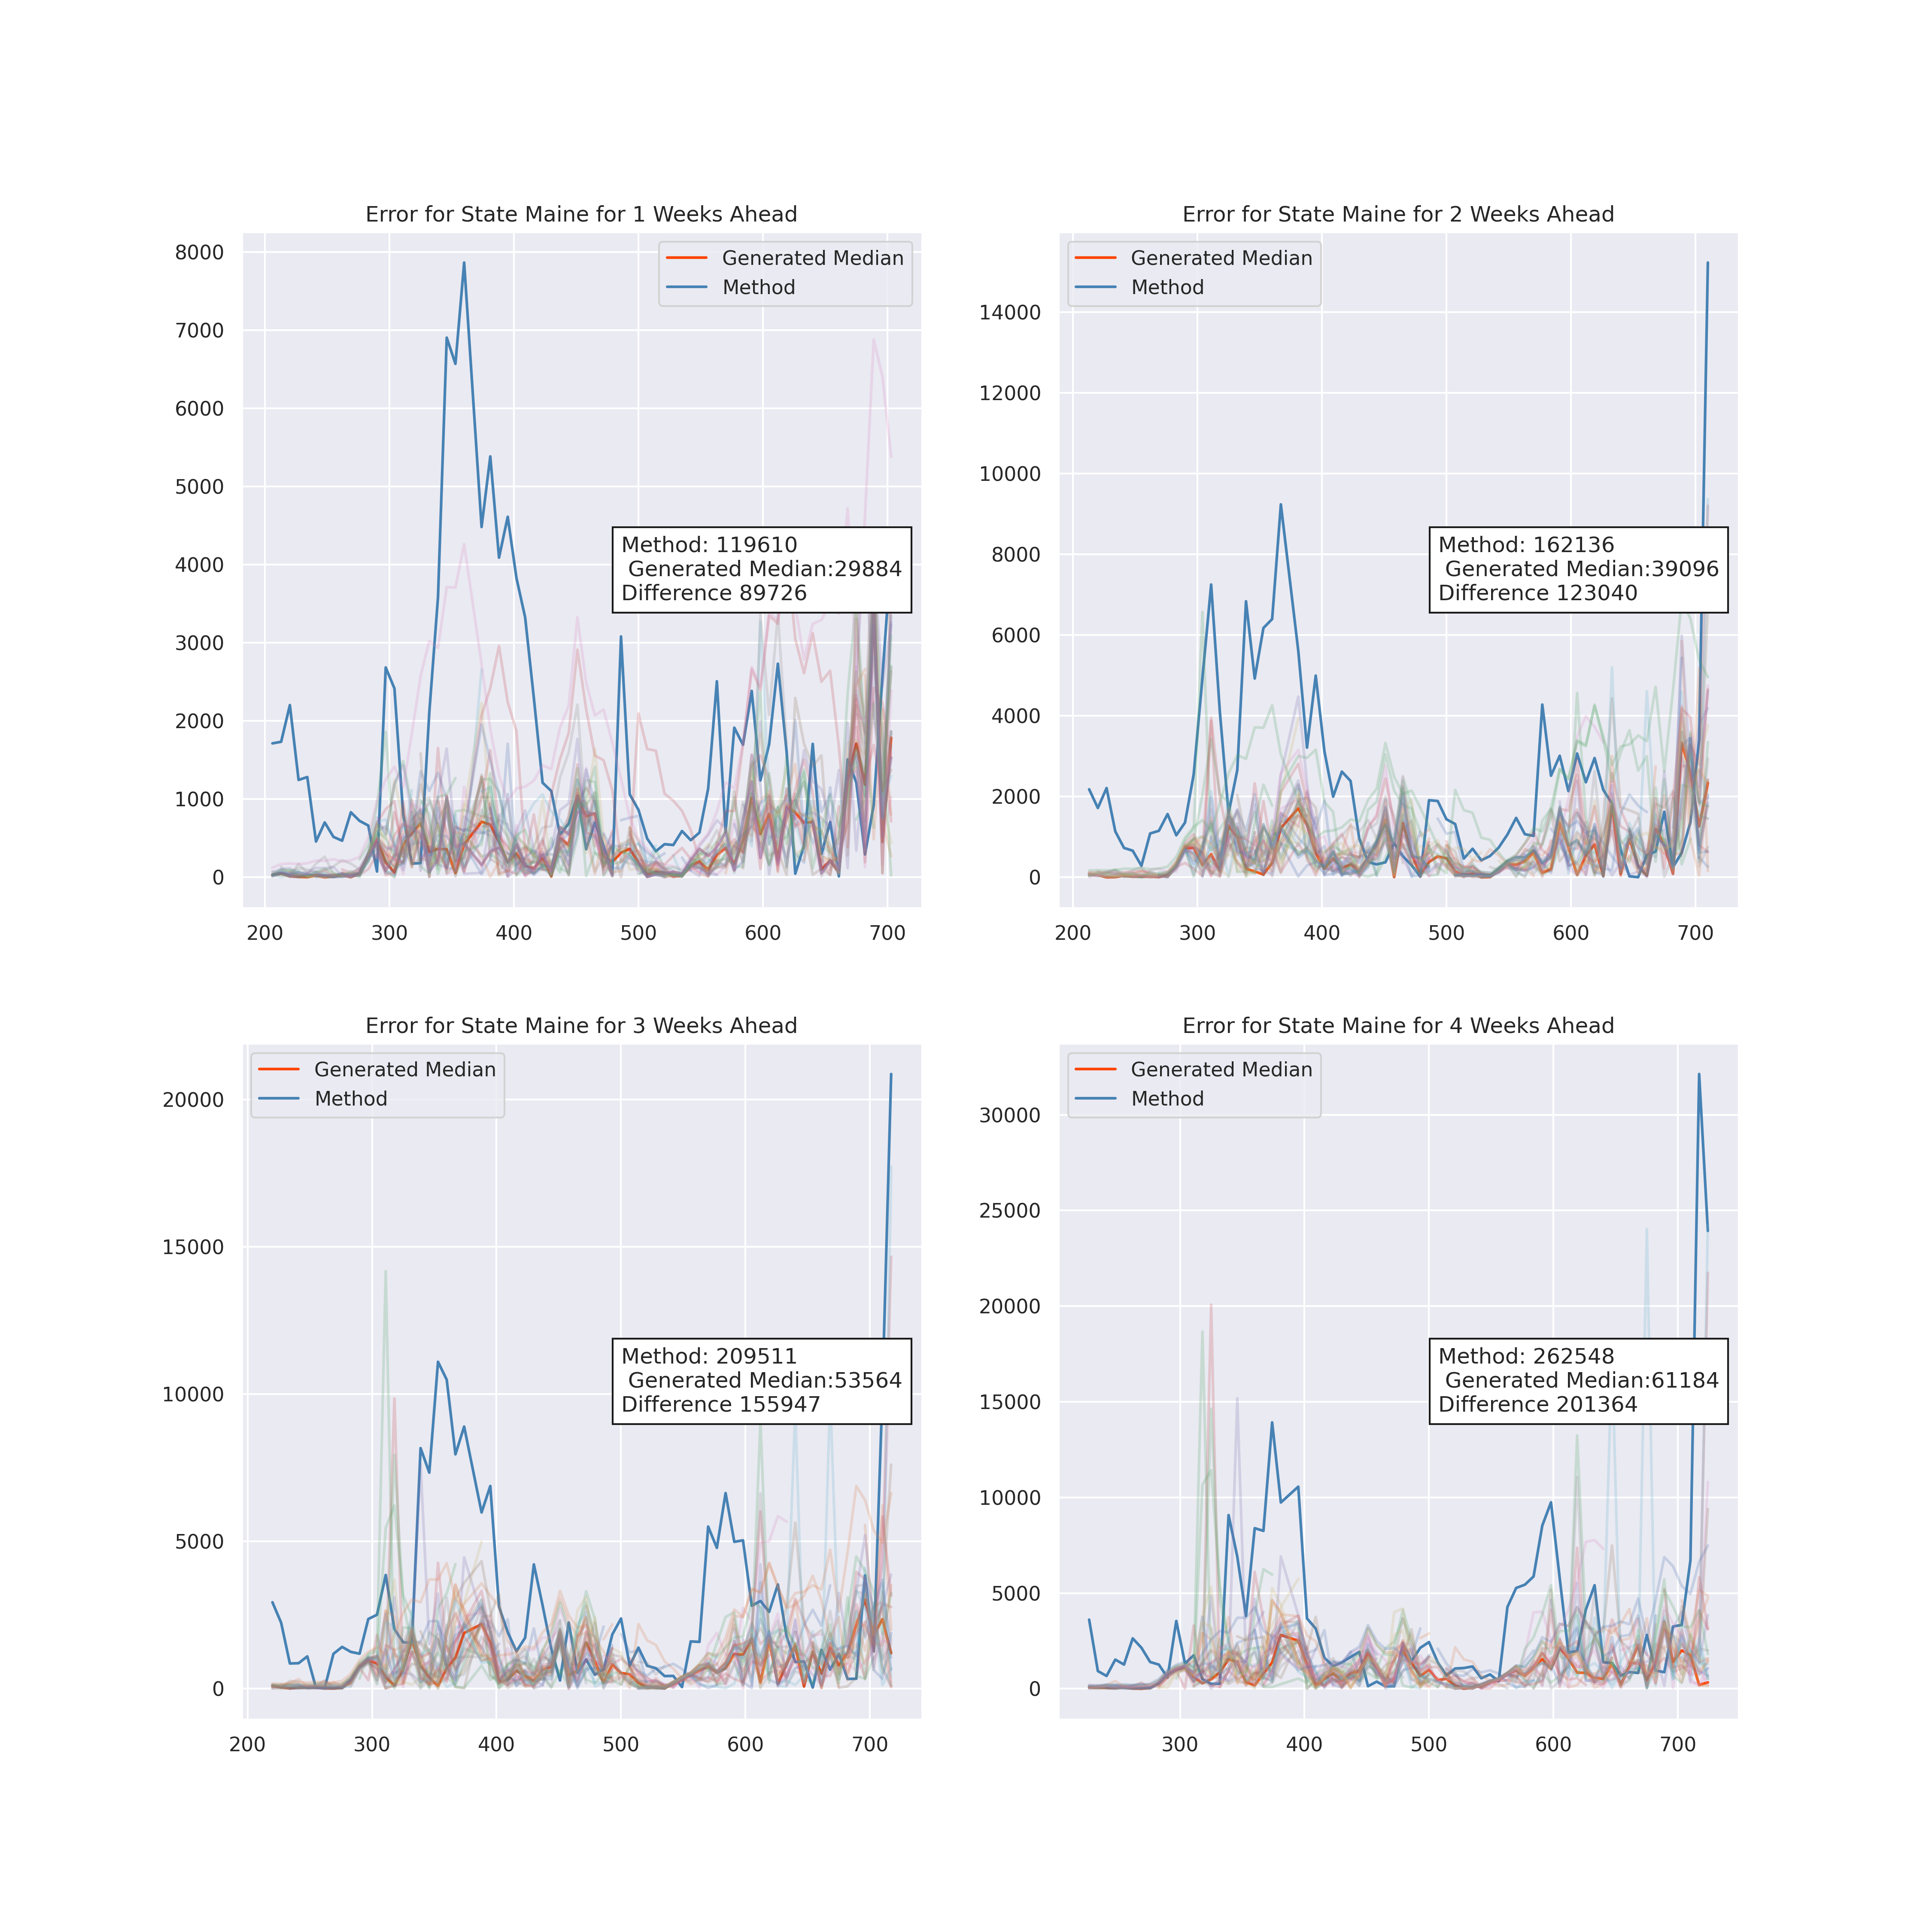 Error for State Maine for 1 Weeks Ahead
8000
7000
6000
5000
4000
3000
2000
1000
0
200 300 400 500 600 700
Generated Median
Method
Method: 119610
Generated Median:29884
Difference 89726
Error for State Maine for 2 Weeks Ahead
14000
12000
10000
8000
6000
4000
2000
0
200 300 400 500 600 700
Generated Median
Method
Method: 162136
Generated Median:39096
Difference 123040
Error for State Maine for 3 Weeks Ahead
20000
15000
10000
5000
0
200 300 400 500 600 700
Generated Median
Method
Method: 209511
Generated Median:53564
Difference 155947
Error for State Maine for 4 Weeks Ahead
30000
25000
20000
15000
10000
5000
0
300 400 500 600 700
Generated Median
Method
Method: 262548
Generated Median:61184
Difference 201364